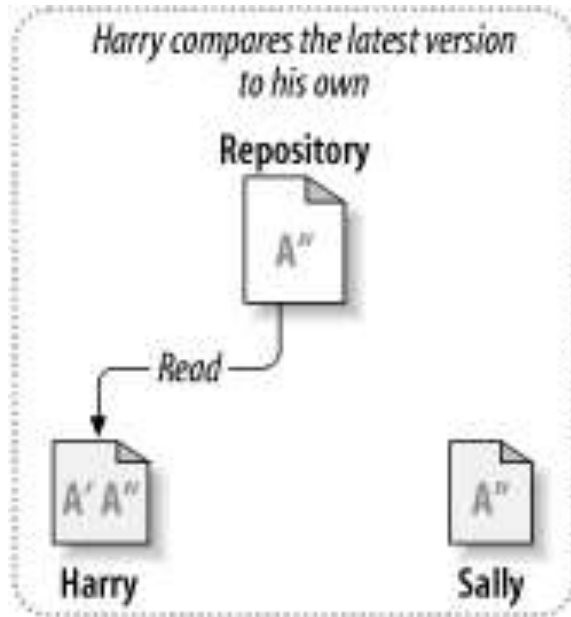 Harry compares the latest version
to his own
Repository
A″
Read
A′ A″
A″
Harry
Sally